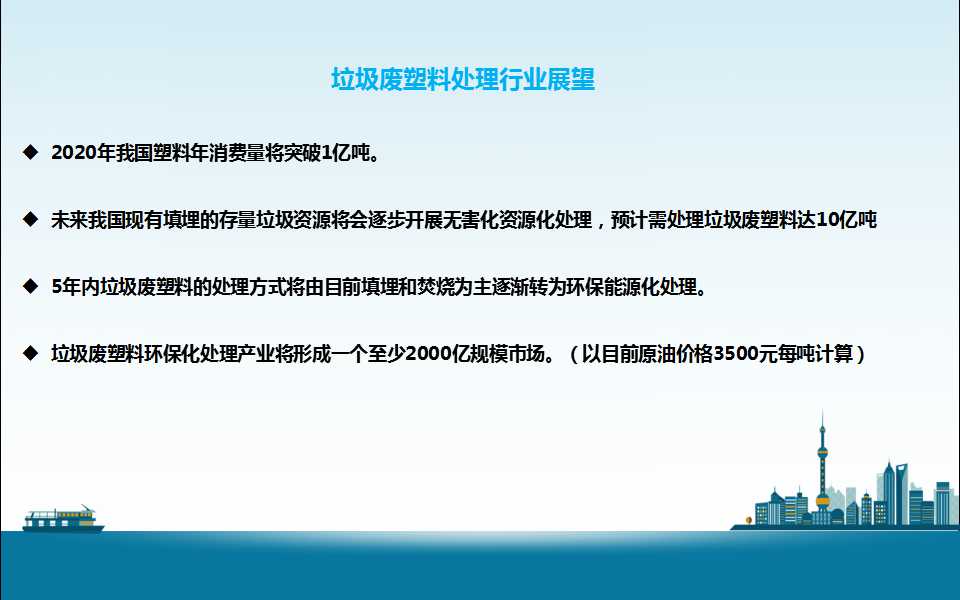 垃圾废塑料处理行业展望
◆ 2020年我国塑料年消费量将突破1亿吨。
◆ 未来我国现有填埋的存量垃圾资源将会逐步开展无害化资源化处理，预计需处理垃圾废塑料达10亿吨
◆ 5年内垃圾废塑料的处理方式将由目前填埋和焚烧为主逐渐转为环保能源化处理。
◆ 垃圾废塑料环保化处理产业将形成一个至少2000亿规模市场。（以目前原油价格3500元每吨计算）